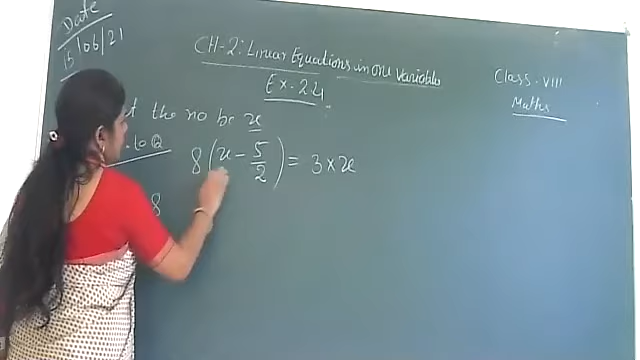 Date
15/06/21
CH-2: Linear Equations in one Variable
Ex-2.4
Class-VIII
Maths
the no be x
to Q
8(x - 5/2) = 3 × x
8